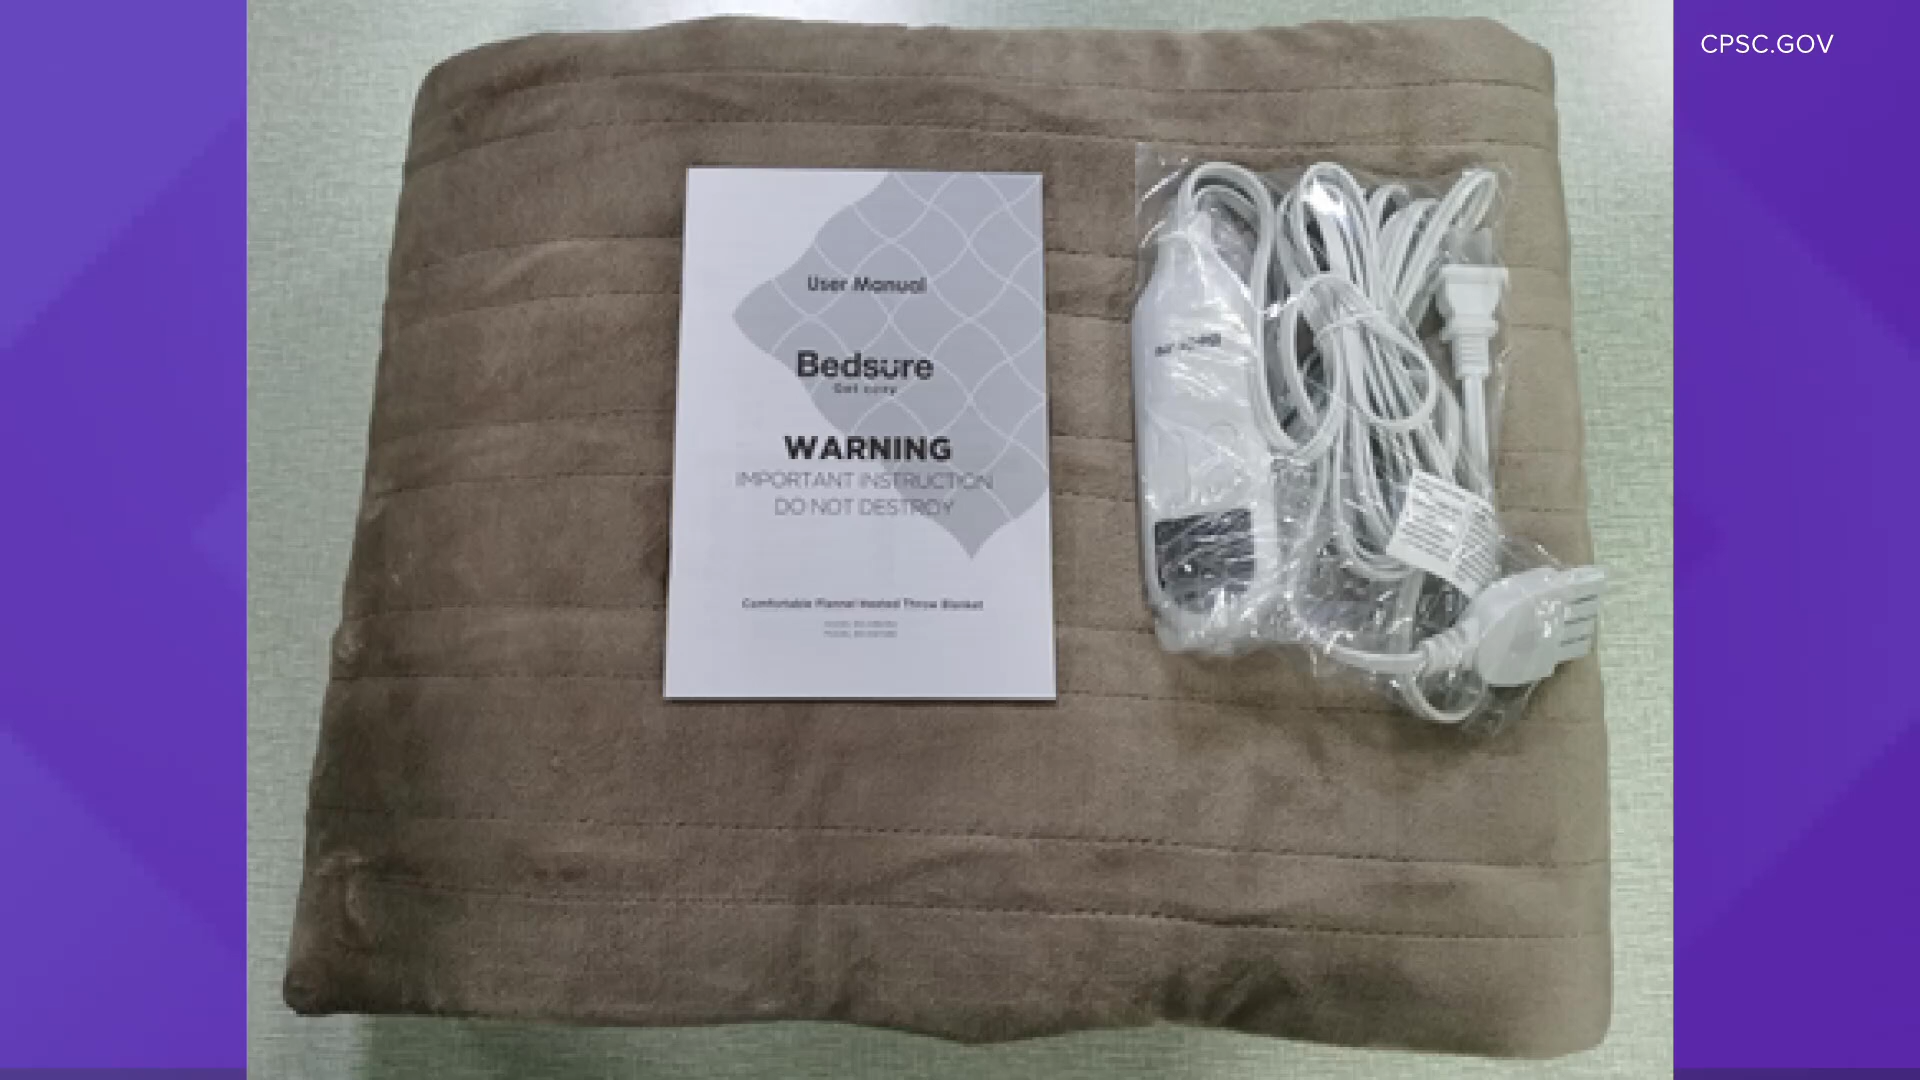 CPSC.GOV
User Manual
Bedsure
Get cozy
WARNING
IMPORTANT INSTRUCTION
DO NOT DESTROY
Comfortable Flannel Heated Throw Blanket